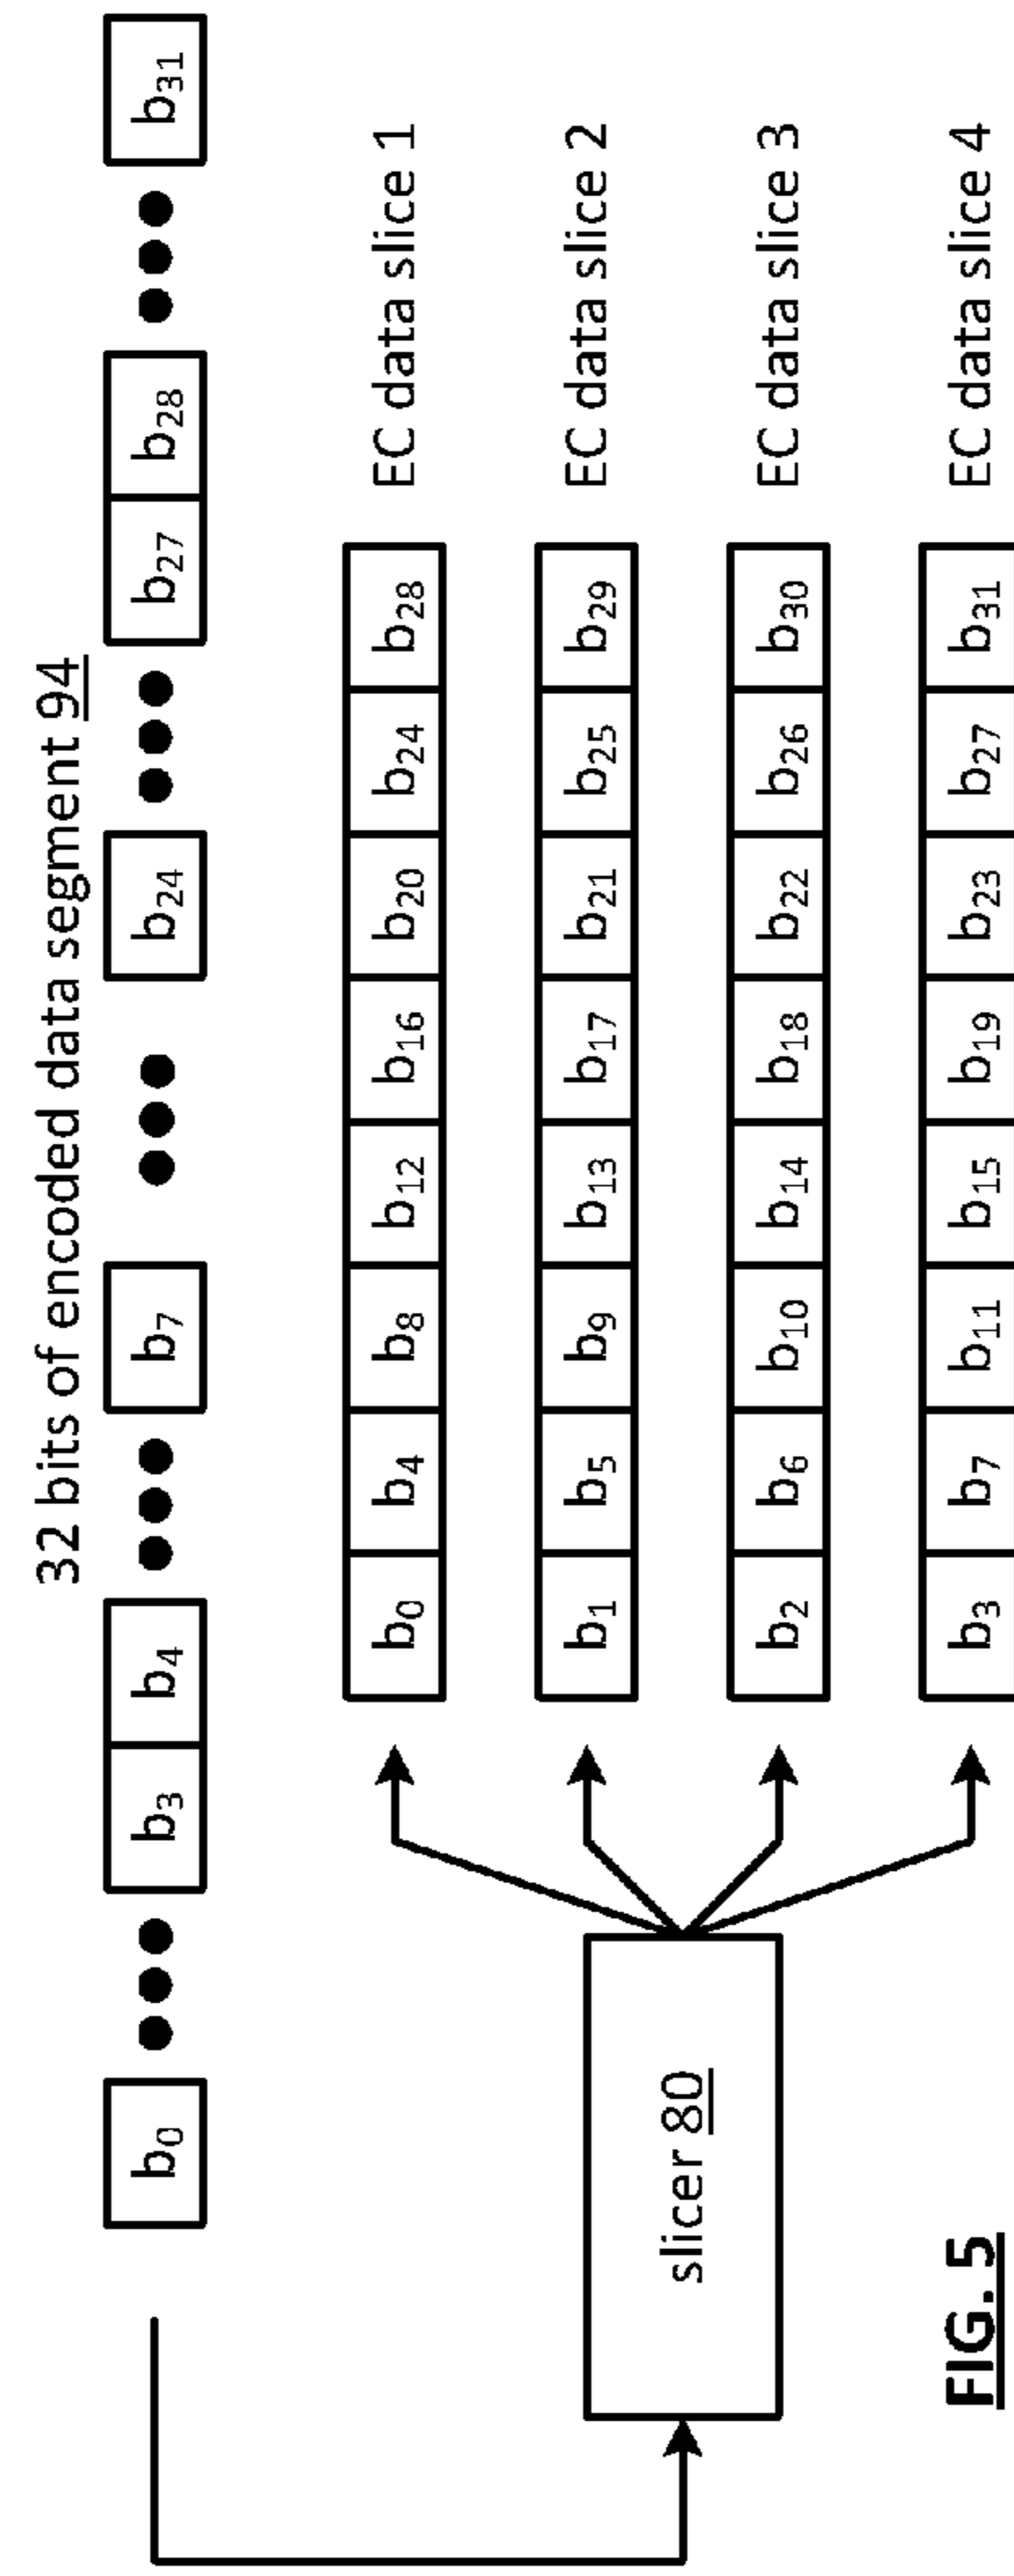 32 bits of encoded data segment 94
b0 b3 b4 b7 b24 b27 b28 b31
b0 b4 b8 b12 b16 b20 b24 b28 EC data slice 1
b1 b5 b9 b13 b17 b21 b25 b29 EC data slice 2
slicer 80
b2 b6 b10 b14 b18 b22 b26 b30 EC data slice 3
b3 b7 b11 b15 b19 b23 b27 b31 EC data slice 4
FIG. 5